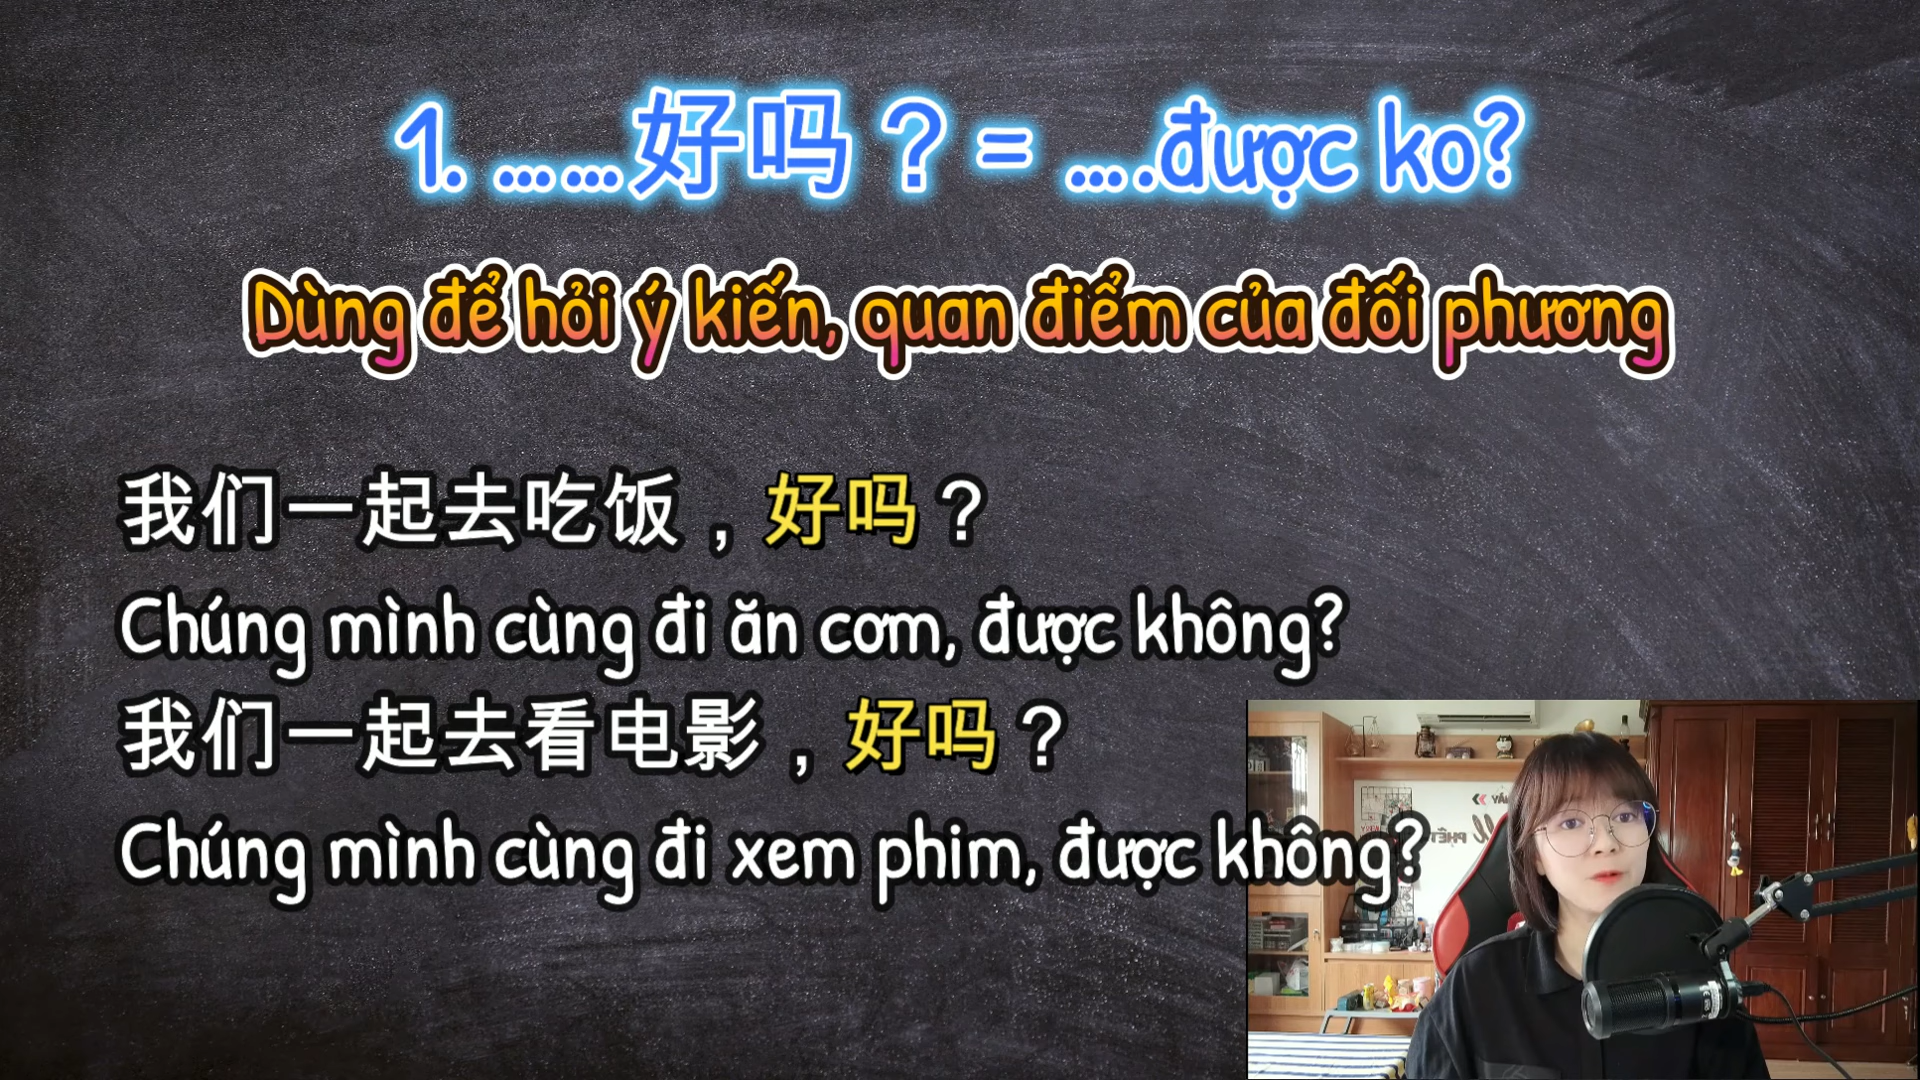 1. ……好吗？= ….được ko?
Dùng để hỏi ý kiến, quan điểm của đối phương
我们一起去吃饭，好吗？
Chúng mình cùng đi ăn cơm, được không?
我们一起去看电影，好吗？
Chúng mình cùng đi xem phim, được không?